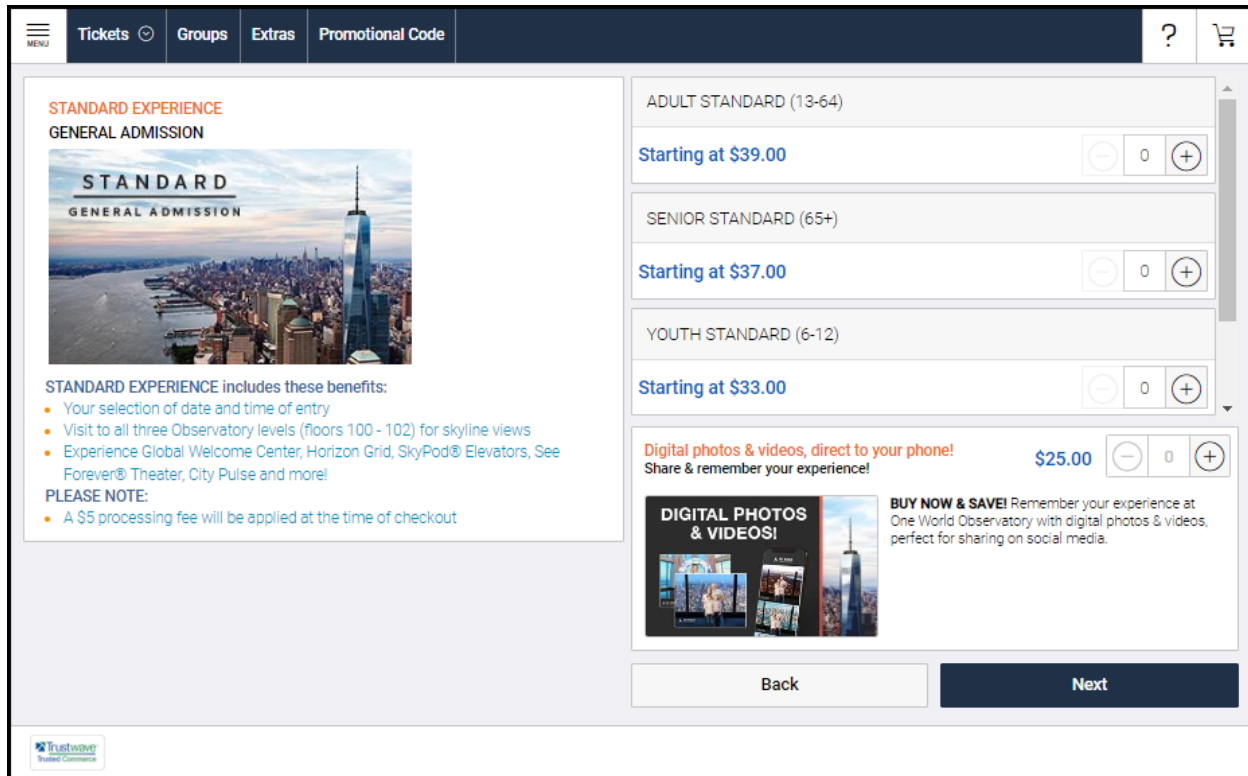 MENU
Tickets
Groups
Extras
Promotional Code
?
STANDARD EXPERIENCE
GENERAL ADMISSION
STANDARD
GENERAL ADMISSION
STANDARD EXPERIENCE includes these benefits:
Your selection of date and time of entry
Visit to all three Observatory levels (floors 100 - 102) for skyline views
Experience Global Welcome Center, Horizon Grid, SkyPod® Elevators, See
Forever® Theater, City Pulse and more!
PLEASE NOTE:
A $5 processing fee will be applied at the time of checkout
ADULT STANDARD (13-64)
Starting at $39.00
0
SENIOR STANDARD (65+)
Starting at $37.00
0
YOUTH STANDARD (6-12)
Starting at $33.00
0
Digital photos & videos, direct to your phone!
Share & remember your experience!
$25.00
0
DIGITAL PHOTOS
& VIDEOS!
BUY NOW & SAVE! Remember your experience at
One World Observatory with digital photos & videos,
perfect for sharing on social media.
Back
Next
Trustwave
Trusted Commerce